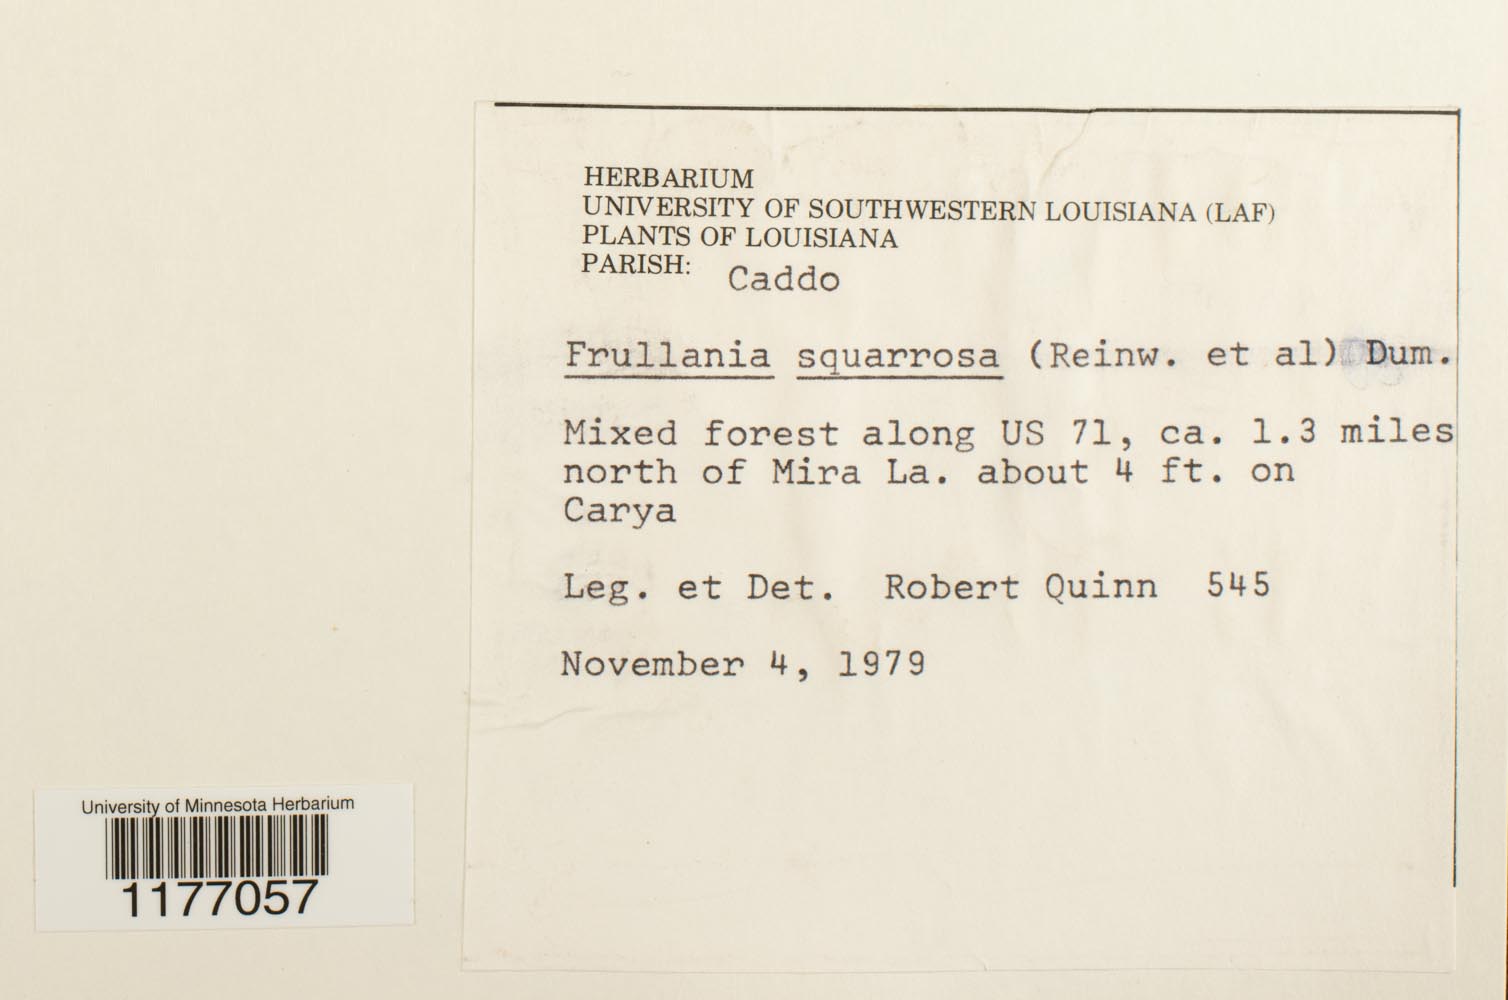 HERBARIUM
UNIVERSITY OF SOUTHWESTERN LOUISIANA (LAF)
PLANTS OF LOUISIANA
PARISH: Caddo
Frullania squarrosa (Reinw. et al) Dum.
Mixed forest along US 71, ca. 1.3 miles
north of Mira La. about 4 ft. on
Carya
Leg. et Det. Robert Quinn 545
November 4, 1979
University of Minnesota Herbarium
1177057